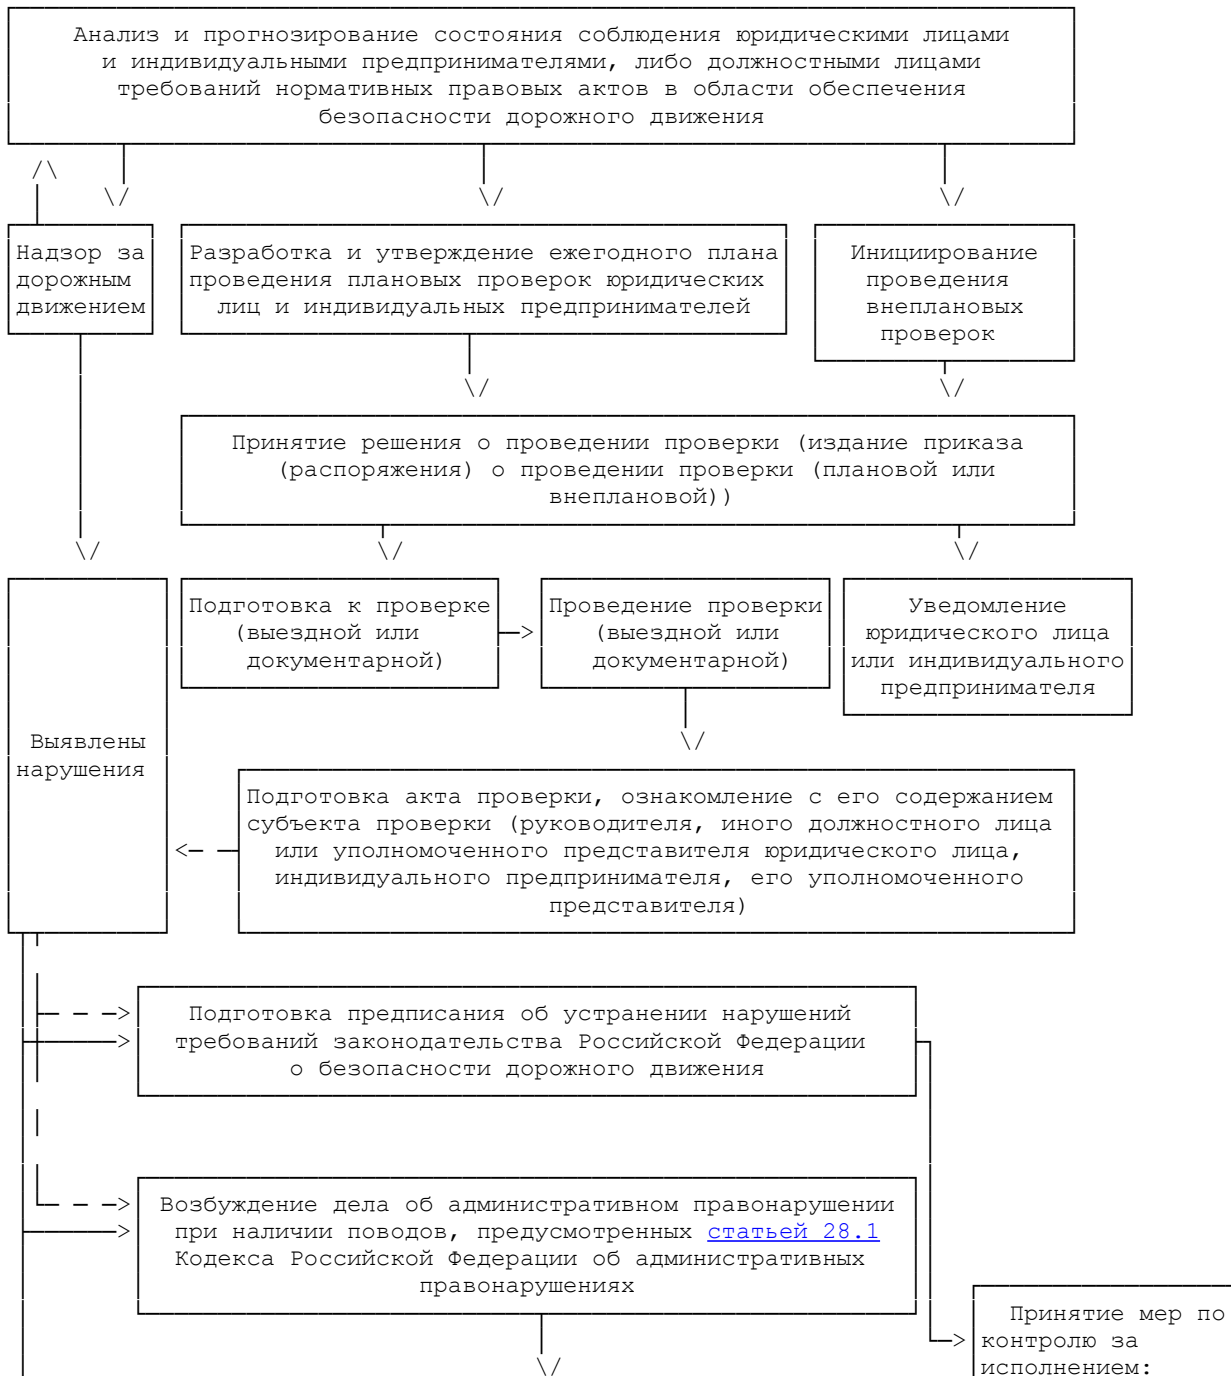 Анализ и прогнозирование состояния соблюдения юридическими лицами
и индивидуальными предпринимателями, либо должностными лицами
требований нормативных правовых актов в области обеспечения
безопасности дорожного движения
Надзор за
дорожным
движением
Разработка и утверждение ежегодного плана
проведения плановых проверок юридических
лиц и индивидуальных предпринимателей
Инициирование
проведения
внеплановых
проверок
Принятие решения о проведении проверки (издание приказа
(распоряжения) о проведении проверки (плановой или
внеплановой))
Подготовка к проверке
(выездной или
документарной)
Проведение проверки
(выездной или
документарной)
Уведомление
юридического лица
или индивидуального
предпринимателя
Выявлены
нарушения
Подготовка акта проверки, ознакомление с его содержанием
субъекта проверки (руководителя, иного должностного лица
или уполномоченного представителя юридического лица,
индивидуального предпринимателя, его уполномоченного
представителя)
Подготовка предписания об устранении нарушений
требований законодательства Российской Федерации
о безопасности дорожного движения
Возбуждение дела об административном правонарушении
при наличии поводов, предусмотренных статьей 28.1
Кодекса Российской Федерации об административных
правонарушениях
Принятие мер по
контролю за
исполнением: